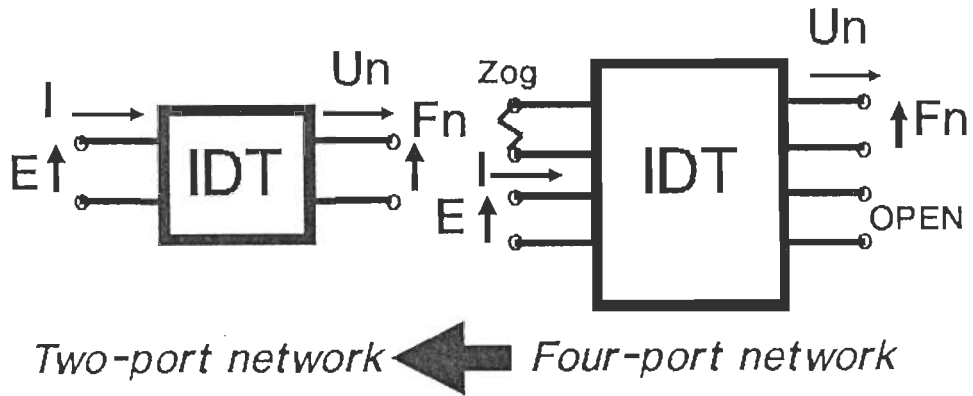 I
Un
E
IDT
Fn
Zog
I
E
IDT
Un
Fn
OPEN
Two-port network
Four-port network